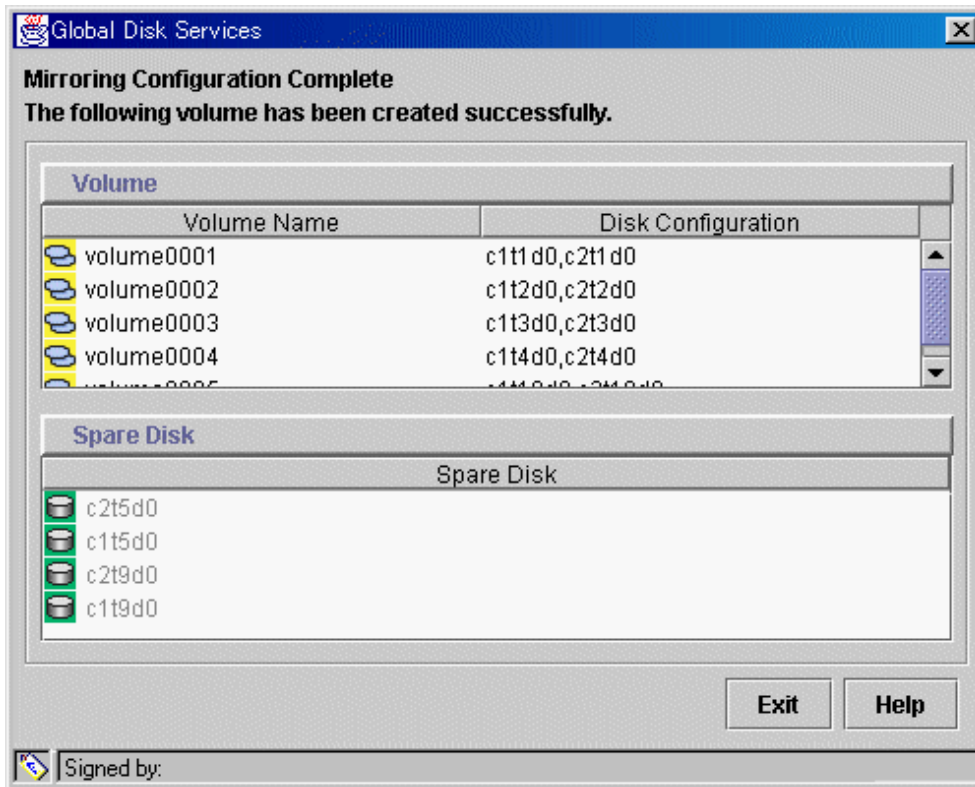 Global Disk Services
Mirroring Configuration Complete
The following volume has been created successfully.
Volume
Volume Name Disk Configuration
volume0001 c1t1d0,c2t1d0
volume0002 c1t2d0,c2t2d0
volume0003 c1t3d0,c2t3d0
volume0004 c1t4d0,c2t4d0
Spare Disk
Spare Disk
c2t5d0
c1t5d0
c2t9d0
c1t9d0
Exit Help
Signed by: